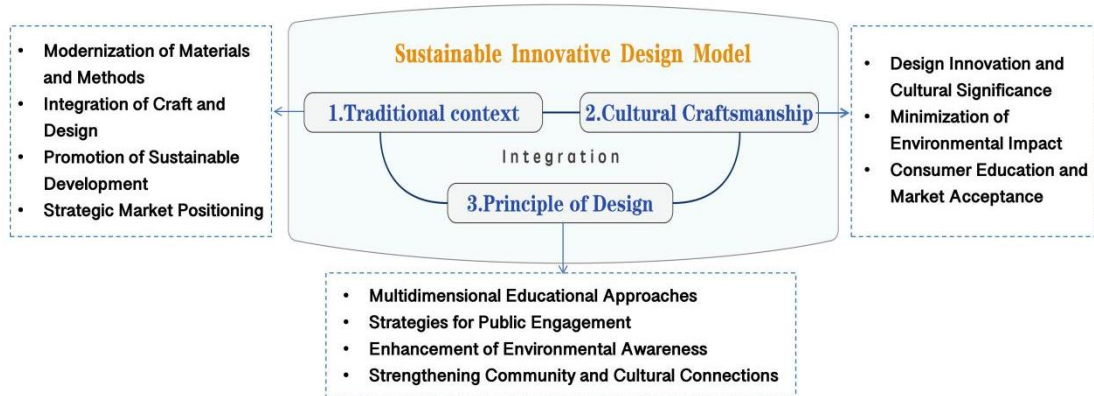 Sustainable Innovative Design Model
1.Traditional context
2.Cultural Craftsmanship
Integration
3.Principle of Design
• Modernization of Materials
and Methods
• Integration of Craft and
Design
• Promotion of Sustainable
Development
• Strategic Market Positioning
• Design Innovation and
Cultural Significance
• Minimization of
Environmental Impact
• Consumer Education and
Market Acceptance
• Multidimensional Educational Approaches
• Strategies for Public Engagement
• Enhancement of Environmental Awareness
• Strengthening Community and Cultural Connections